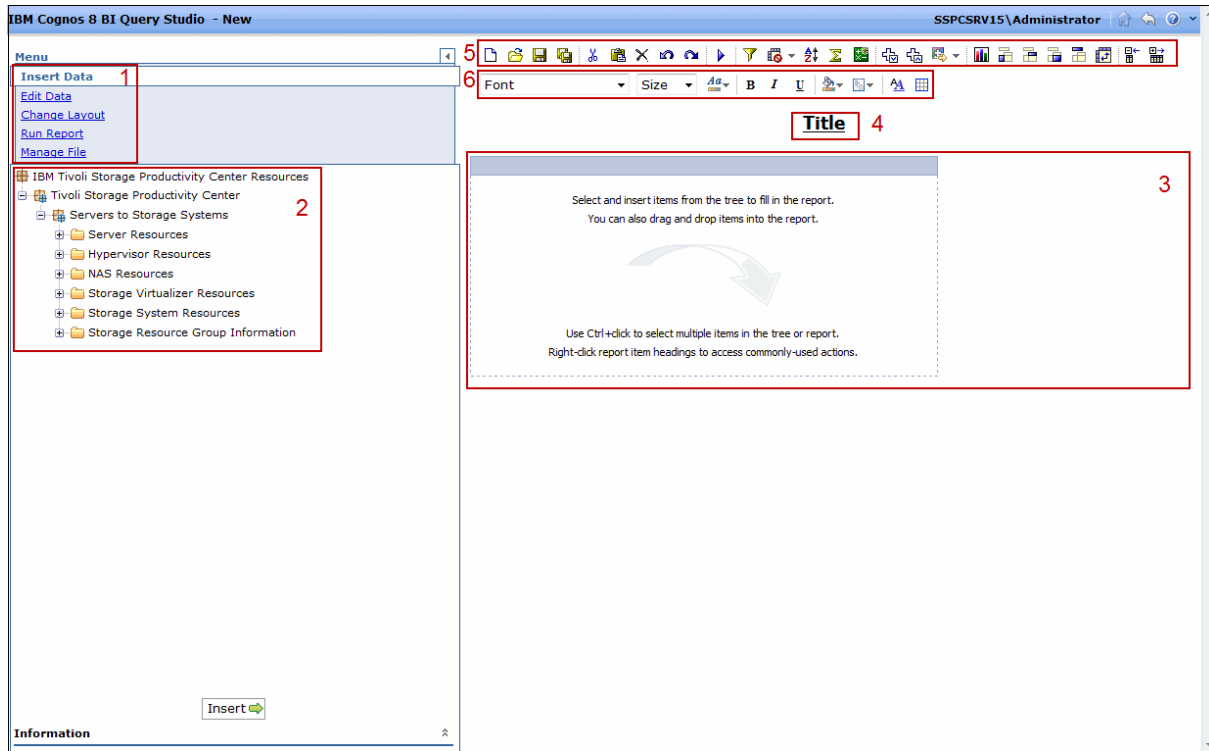 IBM Cognos 8 BI Query Studio - New
SSPCSRV15\Administrator
Menu
Insert Data
1
Edit Data
Change Layout
Run Report
Manage File
IBM Tivoli Storage Productivity Center Resources
Tivoli Storage Productivity Center
Servers to Storage Systems
2
Server Resources
Hypervisor Resources
NAS Resources
Storage Virtualizer Resources
Storage System Resources
Storage Resource Group Information
Insert
Information
5
6
Font
Size
Aa
B I U
AA
Title
4
3
Select and insert items from the tree to fill in the report.
You can also drag and drop items into the report.
Use Ctrl+click to select multiple items in the tree or report.
Right-click report item headings to access commonly-used actions.